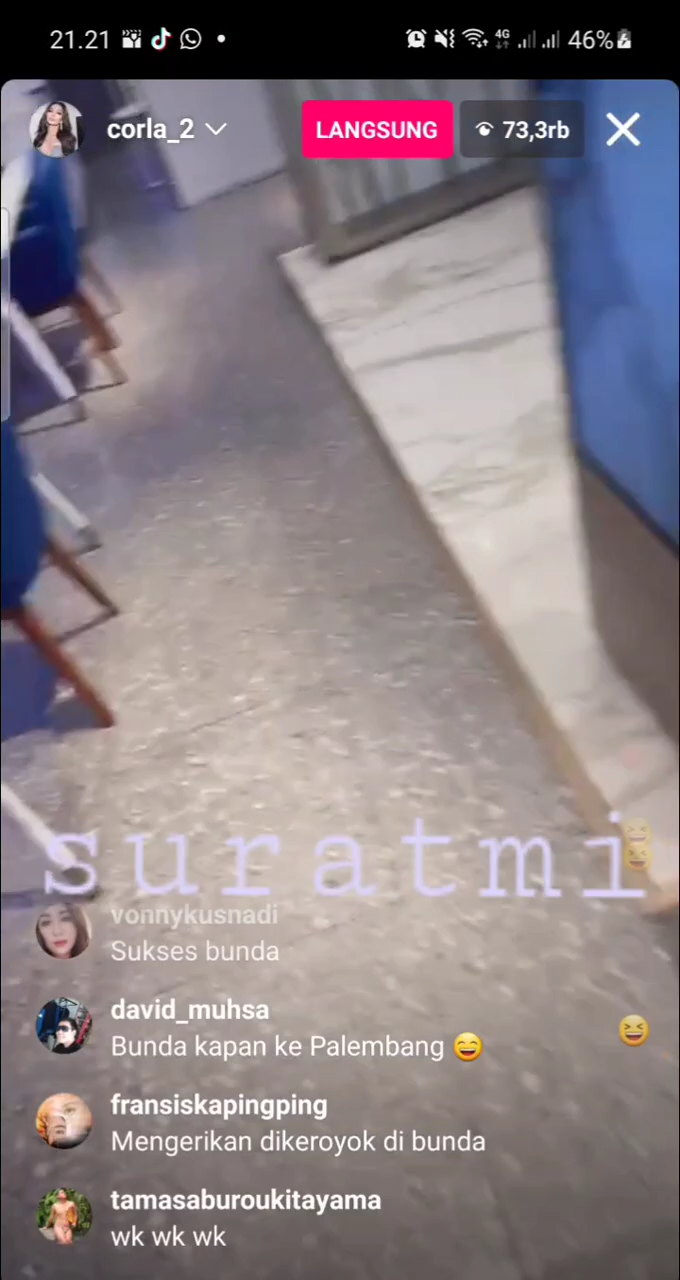 21.21 4G 46%
corla_2 LANGSUNG 73,3rb
suratmi
vonnykusnadi
Sukses bunda
david_muhsa
Bunda kapan ke Palembang 😄
fransiskapingping
Mengerikan dikeroyok di bunda
tamasaburoukitayama
wk wk wk